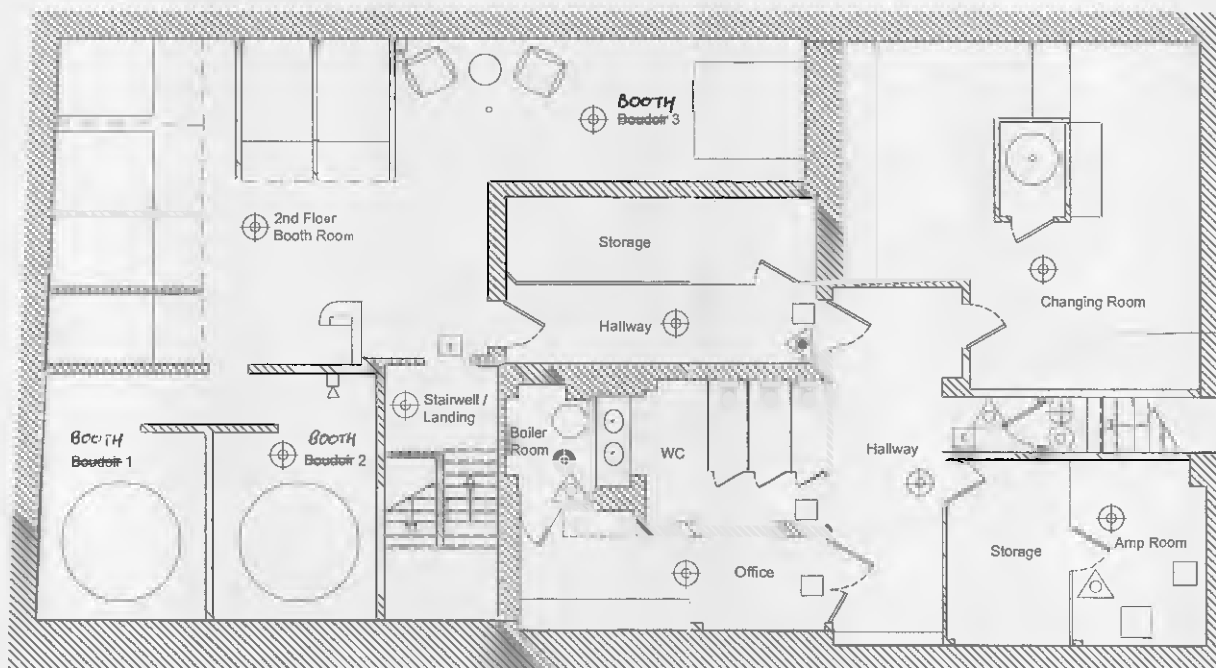 BOOTH
Boudoir 3
2nd Floor
Booth Room
Storage
Changing Room
Hallway
Stairwell /
Landing
BOOTH
Boudoir 1
BOOTH
Boudoir 2
Boiler
Room
WC
Hallway
Storage
Amp Room
Office